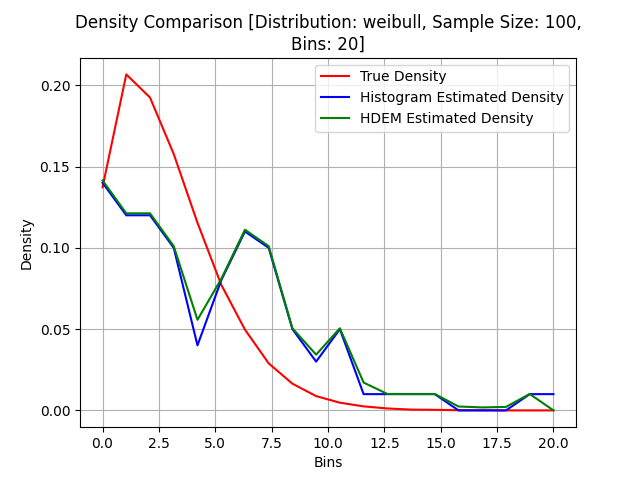 Density Comparison [Distribution: weibull, Sample Size: 100,
Bins: 20]
True Density
Histogram Estimated Density
HDEM Estimated Density
Density
0.20
0.15
0.10
0.05
0.00
0.0 2.5 5.0 7.5 10.0 12.5 15.0 17.5 20.0
Bins